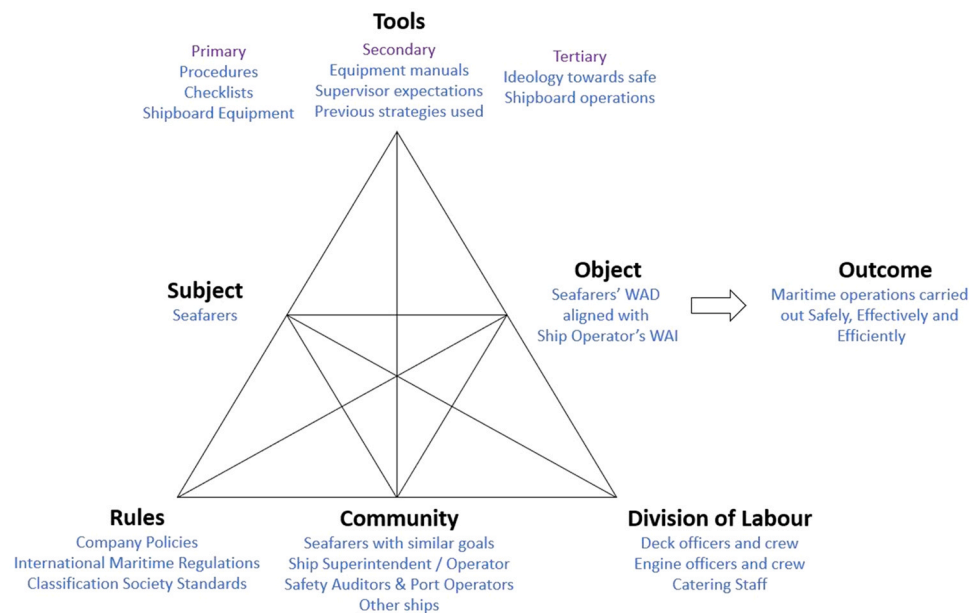 Tools
Primary
Procedures
Checklists
Shipboard Equipment
Secondary
Equipment manuals
Supervisor expectations
Previous strategies used
Tertiary
Ideology towards safe
Shipboard operations
Subject
Seafarers
Object
Seafarers' WAD
aligned with
Ship Operator's WAI
Outcome
Maritime operations carried
out Safely, Effectively and
Efficiently
Rules
Company Policies
International Maritime Regulations
Classification Society Standards
Community
Seafarers with similar goals
Ship Superintendent / Operator
Safety Auditors & Port Operators
Other ships
Division of Labour
Deck officers and crew
Engine officers and crew
Catering Staff